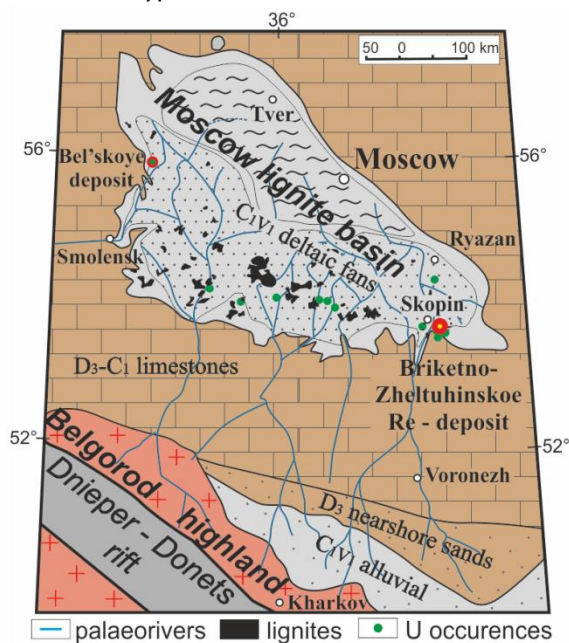 36°
50 0 100 km
Tver
Moscow lignite basin
56°
56°
Bel'skoye
deposit
Moscow
C₁V₁ deltaic fans
Smolensk
Ryazan
Skopin
D₃-C₁ limestones
Briketno-
Zheltuhinskoe
Re - deposit
52°
52°
Belgorod highland
Voronezh
D₃ nearshore sands
Dnieper - Donets
rift
C₁V₁ alluvial
Kharkov
palaeorivers lignites U occurences